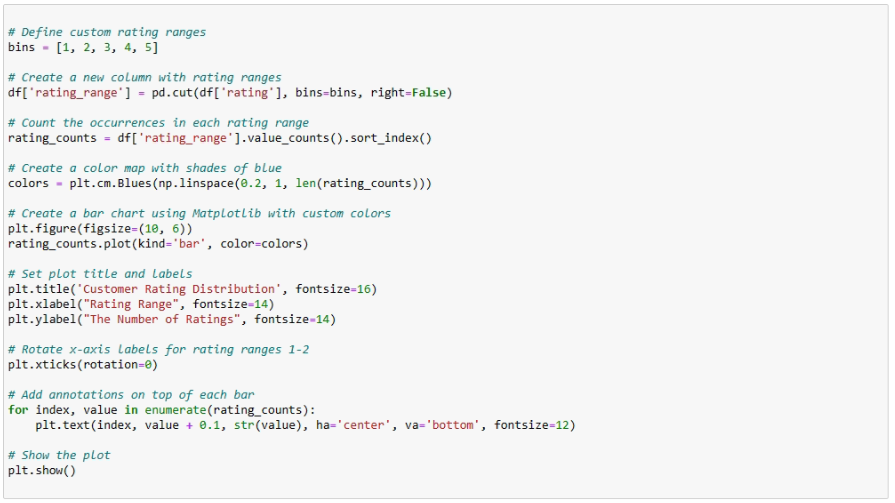 # Define custom rating ranges
bins = [1, 2, 3, 4, 5]
# Create a new column with rating ranges
df['rating_range'] = pd.cut(df['rating'], bins=bins, right=False)
# Count the occurrences in each rating range
rating_counts = df['rating_range'].value_counts().sort_index()
# Create a color map with shades of blue
colors = plt.cm.Blues(np.linspace(0.2, 1, len(rating_counts)))
# Create a bar chart using Matplotlib with custom colors
plt.figure(figsize=(10, 6))
rating_counts.plot(kind='bar', color=colors)
# Set plot title and labels
plt.title('Customer Rating Distribution', fontsize=16)
plt.xlabel("Rating Range", fontsize=14)
plt.ylabel("The Number of Ratings", fontsize=14)
# Rotate x-axis labels for rating ranges 1-2
plt.xticks(rotation=0)
# Add annotations on top of each bar
for index, value in enumerate(rating_counts):
    plt.text(index, value + 0.1, str(value), ha='center', va='bottom', fontsize=12)
# Show the plot
plt.show()